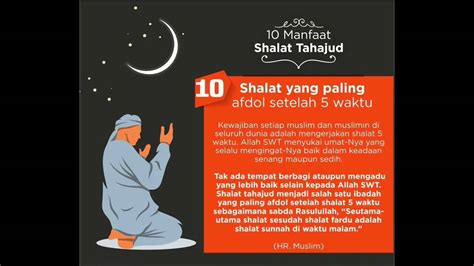 10 Manfaat
Shalat Tahajud
10
Shalat yang paling
afdol setelah 5 waktu
Kewajiban setiap muslim dan muslimin di
seluruh dunia adalah mengerjakan shalat 5
waktu. Allah SWT menyukai umat-Nya yang
selalu mengingat-Nya baik dalam keadaan
senang maupun sedih.
Tak ada tempat berbagi ataupun mengadu
yang lebih baik selain kepada Allah SWT.
Shalat tahajud menjadi salah satu ibadah
yang paling afdol setelah shalat 5 waktu
sebagaimana sabda Rasulullah, "Seutama-
utama shalat sesudah shalat fardu adalah
shalat sunnah di waktu malam."
(HR. Muslim)